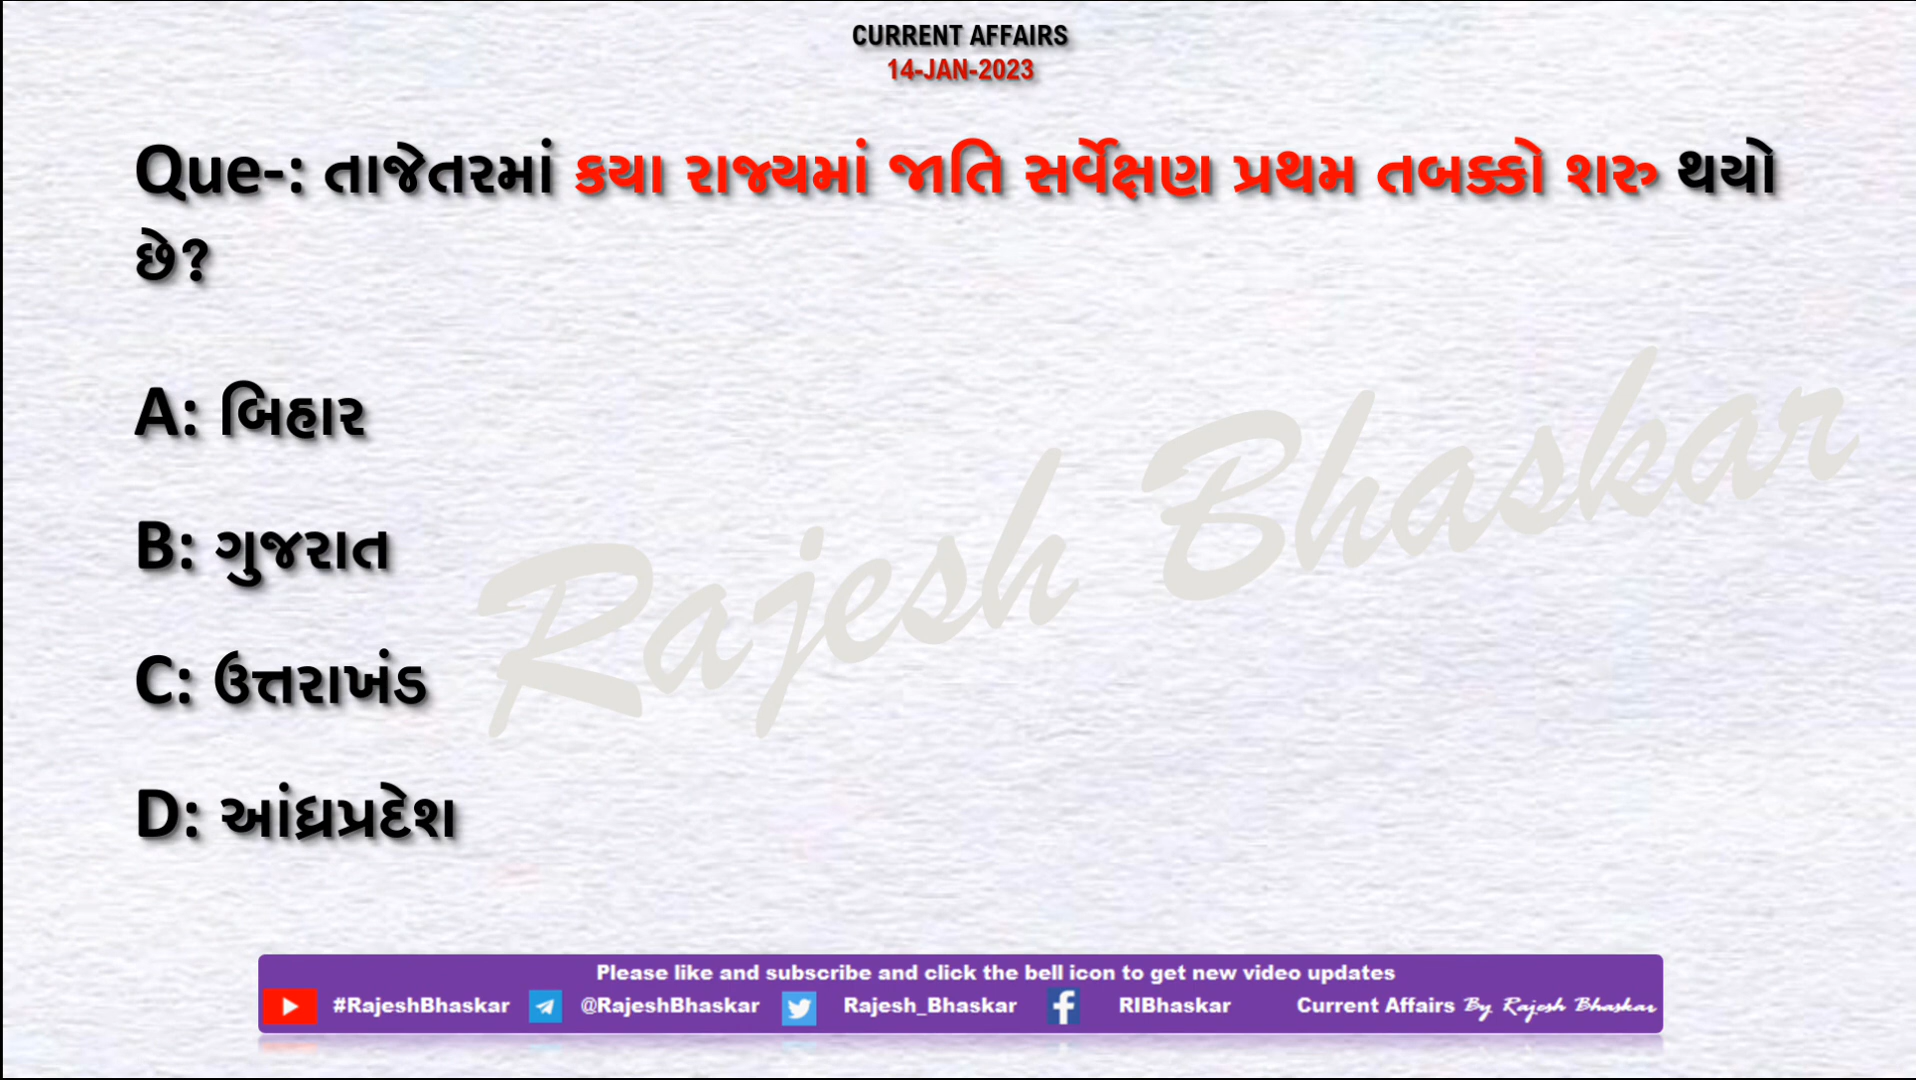 CURRENT AFFAIRS
14-JAN-2023
Que-: તાજેતરમાં કયા રાજ્યમાં જાતિ સર્વેક્ષણ પ્રથમ તબક્કો શરુ થયો
છે?
A: બિહાર
B: ગુજરાત
C: ઉત્તરાખંડ
D: આંધ્રપ્રદેશ
Rajesh Bhaskar
Please like and subscribe and click the bell icon to get new video updates
#RajeshBhaskar @RajeshBhaskar Rajesh_Bhaskar RIBhaskar Current Affairs By Rajesh Bhaskar